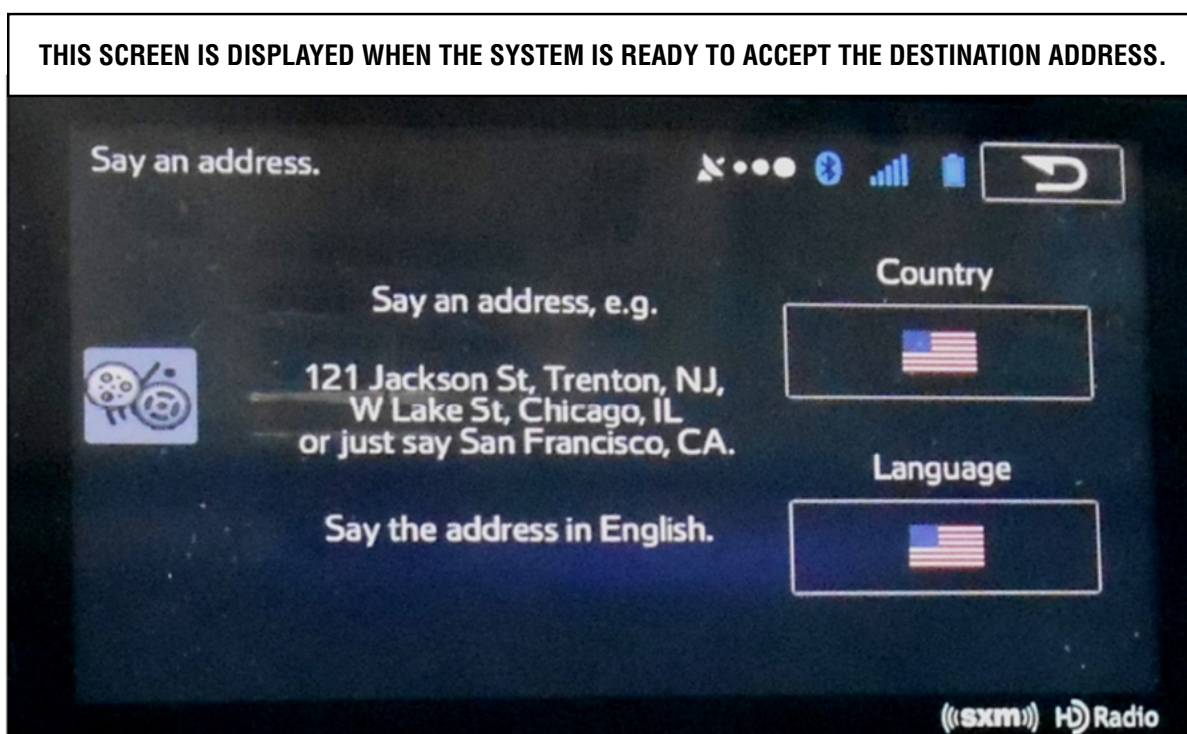 THIS SCREEN IS DISPLAYED WHEN THE SYSTEM IS READY TO ACCEPT THE DESTINATION ADDRESS.
Say an address.
Say an address, e.g.
121 Jackson St, Trenton, NJ,
W Lake St, Chicago, IL
or just say San Francisco, CA.
Say the address in English.
Country
Language
((sxm)) HD Radio